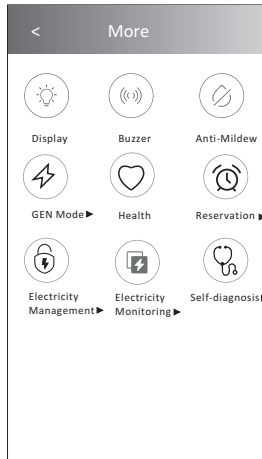 < More
Display Buzzer Anti-Mildew
GEN Mode▶ Health Reservation▶
Electricity Electricity Self-diagnosis▶
Management▶ Monitoring▶